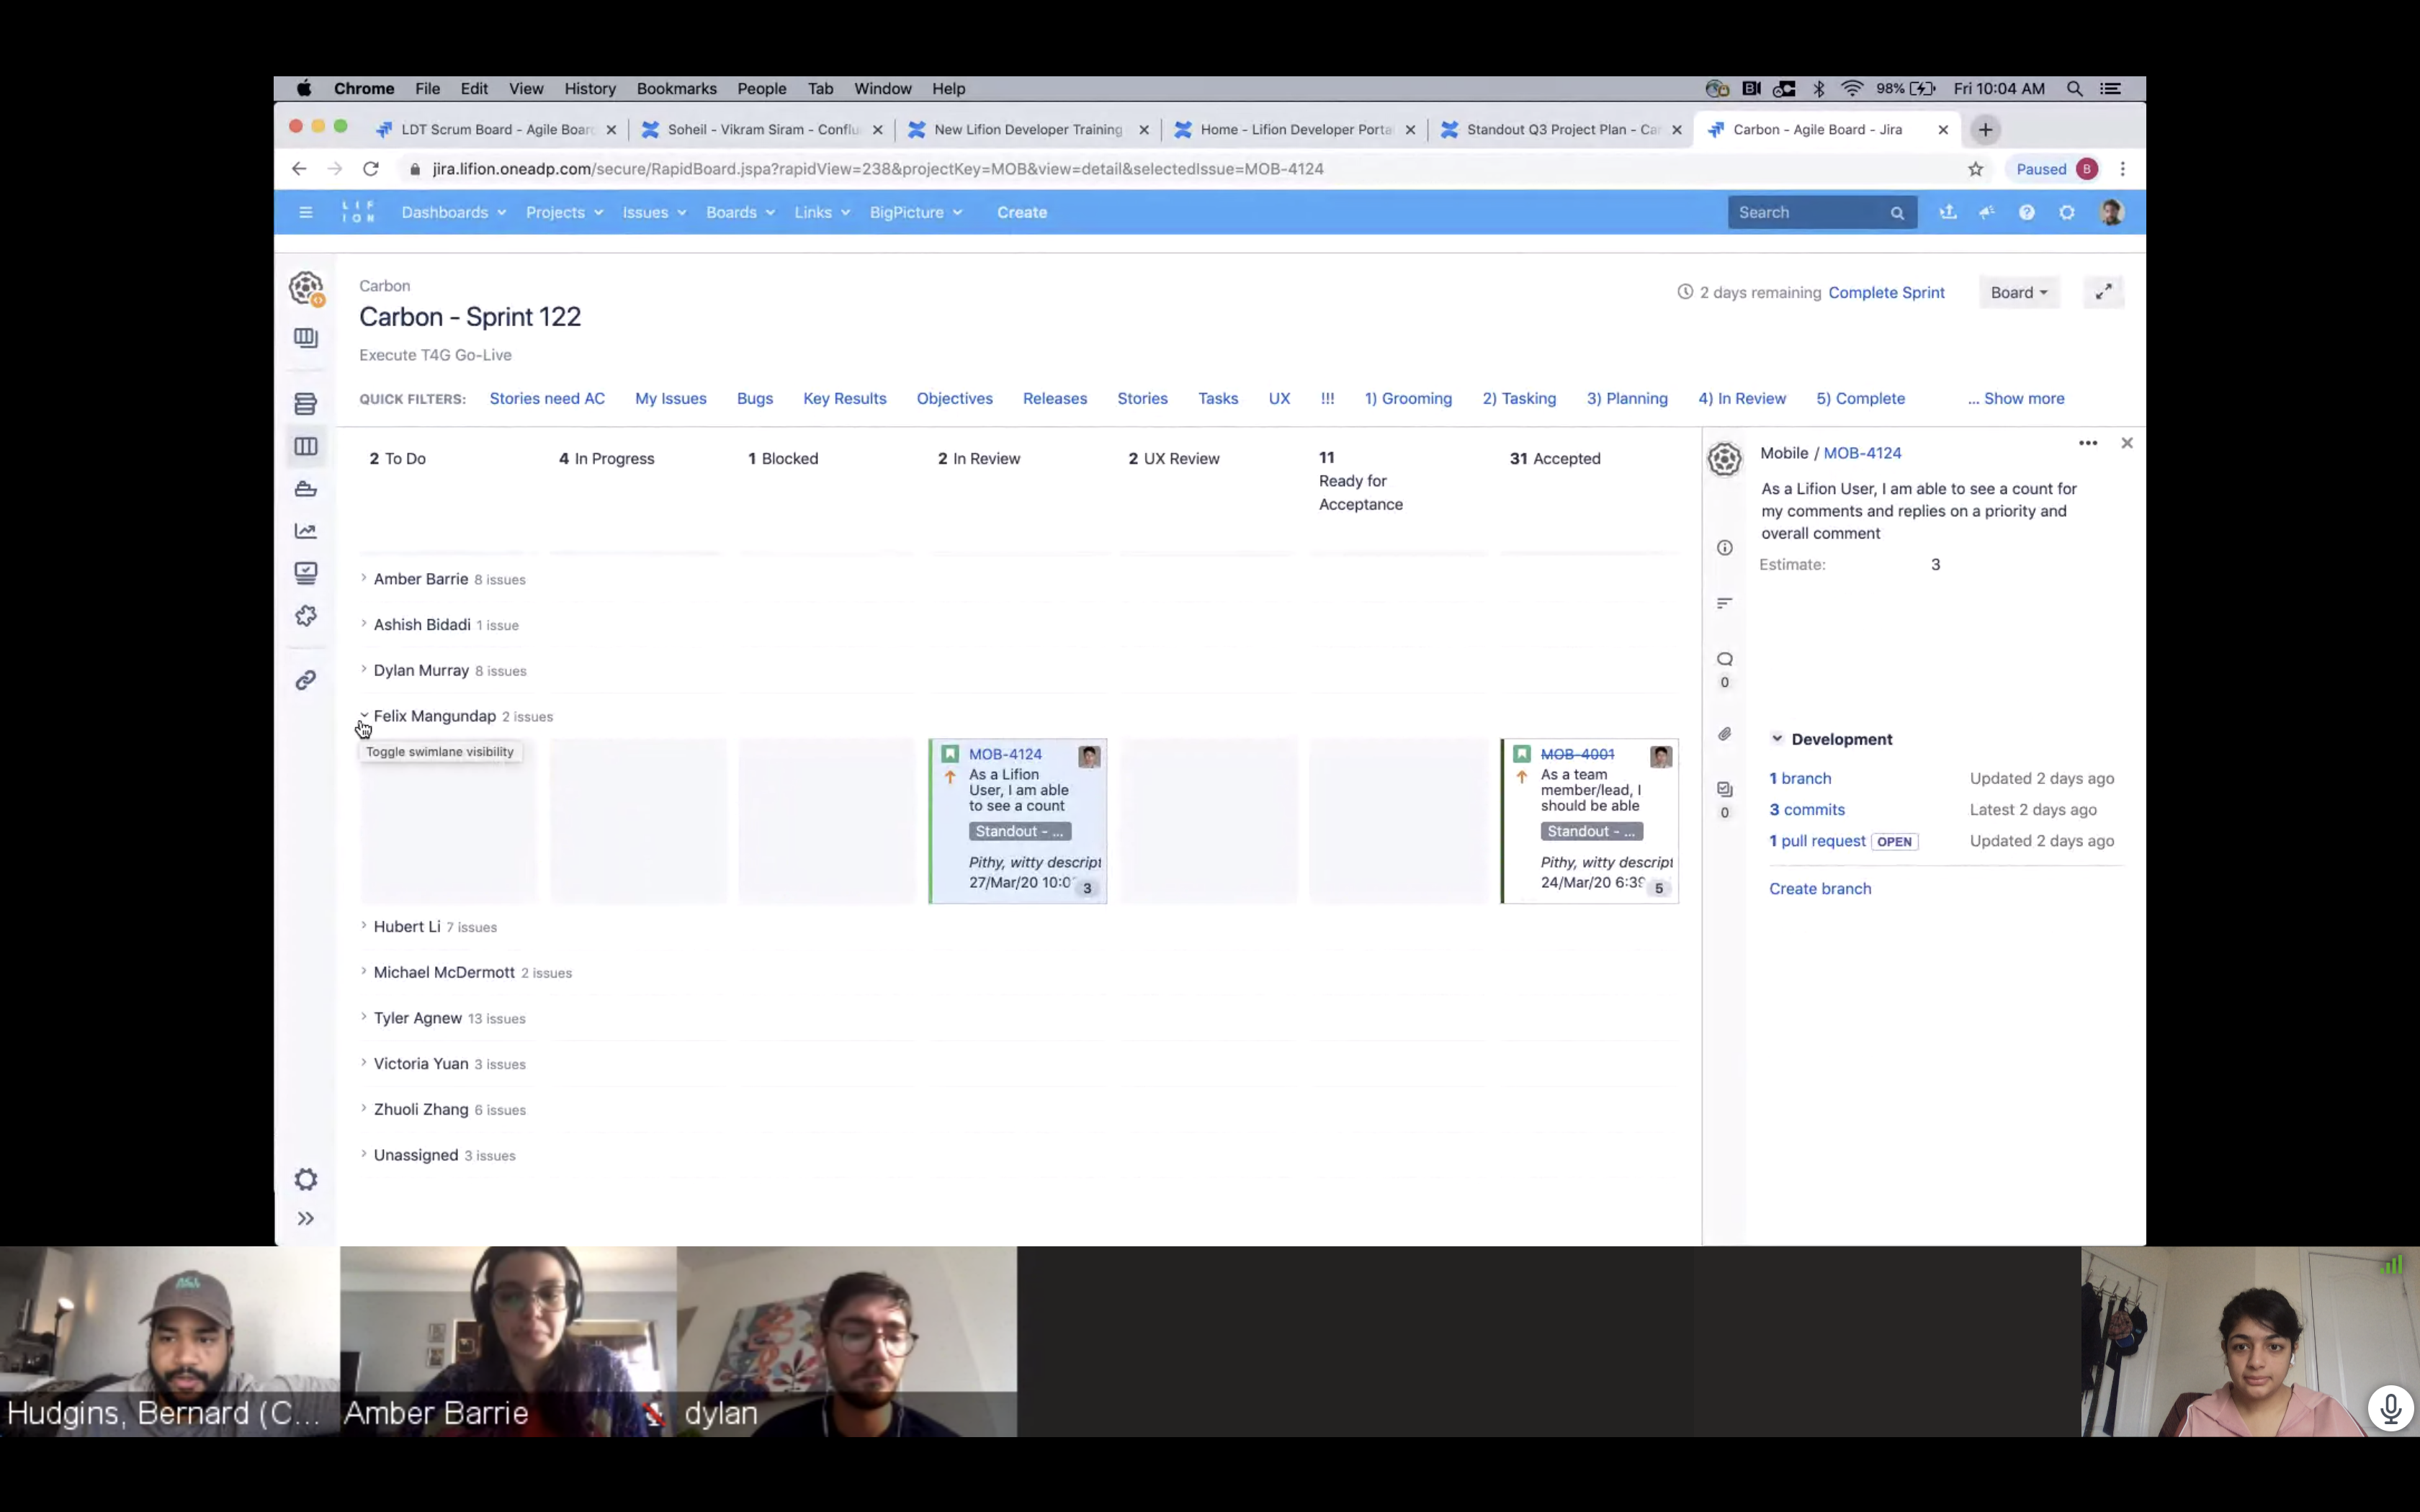 Chrome File Edit View History Bookmarks People Tab Window Help 98% Fri 10:04 AM
LDT Scrum Board - Agile Boar Soheil - Vikram Siram - Conflu New Lifion Developer Training Home - Lifion Developer Porta Standout Q3 Project Plan - Ca Carbon - Agile Board - Jira
jira.lifion.oneadp.com/secure/RapidBoard.jspa?rapidView=238&projectKey=MOB&view=detail&selectedIssue=MOB-4124 Paused B
LIF
ION
Dashboards Projects Issues Boards Links BigPicture Create Search
Carbon
Carbon - Sprint 122
2 days remaining Complete Sprint Board
Execute T4G Go-Live
QUICK FILTERS: Stories need AC My Issues Bugs Key Results Objectives Releases Stories Tasks UX !!! 1) Grooming 2) Tasking 3) Planning 4) In Review 5) Complete ... Show more
2 To Do 4 In Progress 1 Blocked 2 In Review 2 UX Review 11 Ready for Acceptance 31 Accepted
Amber Barrie 8 issues
Ashish Bidadi 1 issue
Dylan Murray 8 issues
Felix Mangundap 2 issues
Toggle swimlane visibility
MOB-4124
As a Lifion
User, I am able
to see a count
Standout - ...
Pithy, witty descript
27/Mar/20 10:0
3
MOB-4001
As a team
member/lead, I
should be able
Standout - ...
Pithy, witty descript
24/Mar/20 6:39
5
Hubert Li 7 issues
Michael McDermott 2 issues
Tyler Agnew 13 issues
Victoria Yuan 3 issues
Zhuoli Zhang 6 issues
Unassigned 3 issues
Mobile / MOB-4124
As a Lifion User, I am able to see a count for
my comments and replies on a priority and
overall comment
Estimate: 3
0
0
Development
1 branch Updated 2 days ago
3 commits Latest 2 days ago
1 pull request OPEN Updated 2 days ago
Create branch
Hudgins, Bernard (C... Amber Barrie dylan